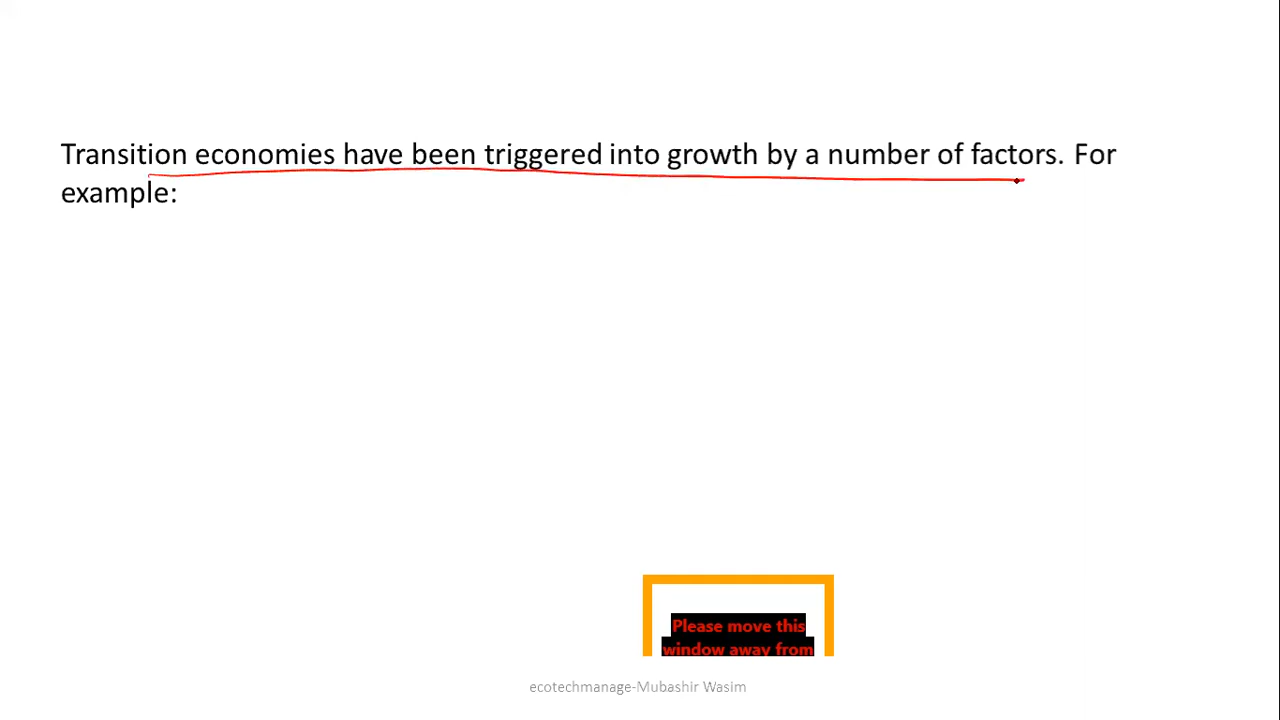 Transition economies have been triggered into growth by a number of factors. For
example:
Please move this
window away from
ecotechmanage-Mubashir Wasim